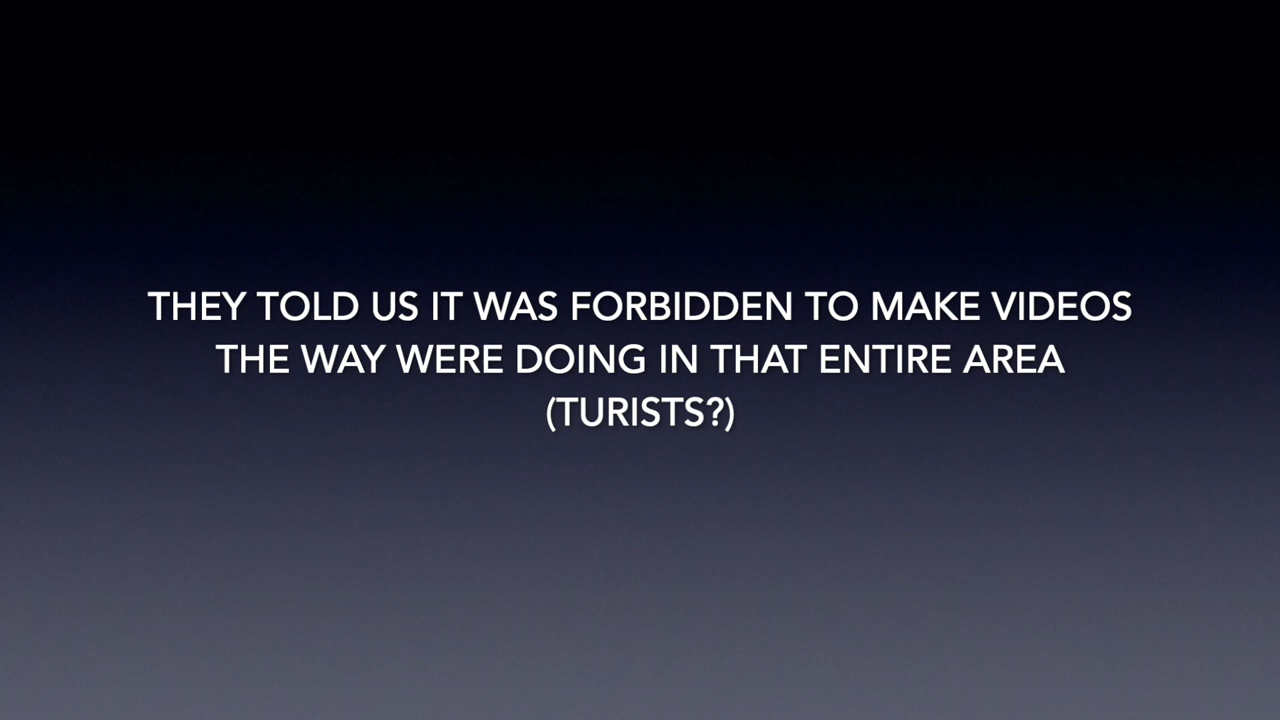 THEY TOLD US IT WAS FORBIDDEN TO MAKE VIDEOS
THE WAY WERE DOING IN THAT ENTIRE AREA
(TURISTS?)